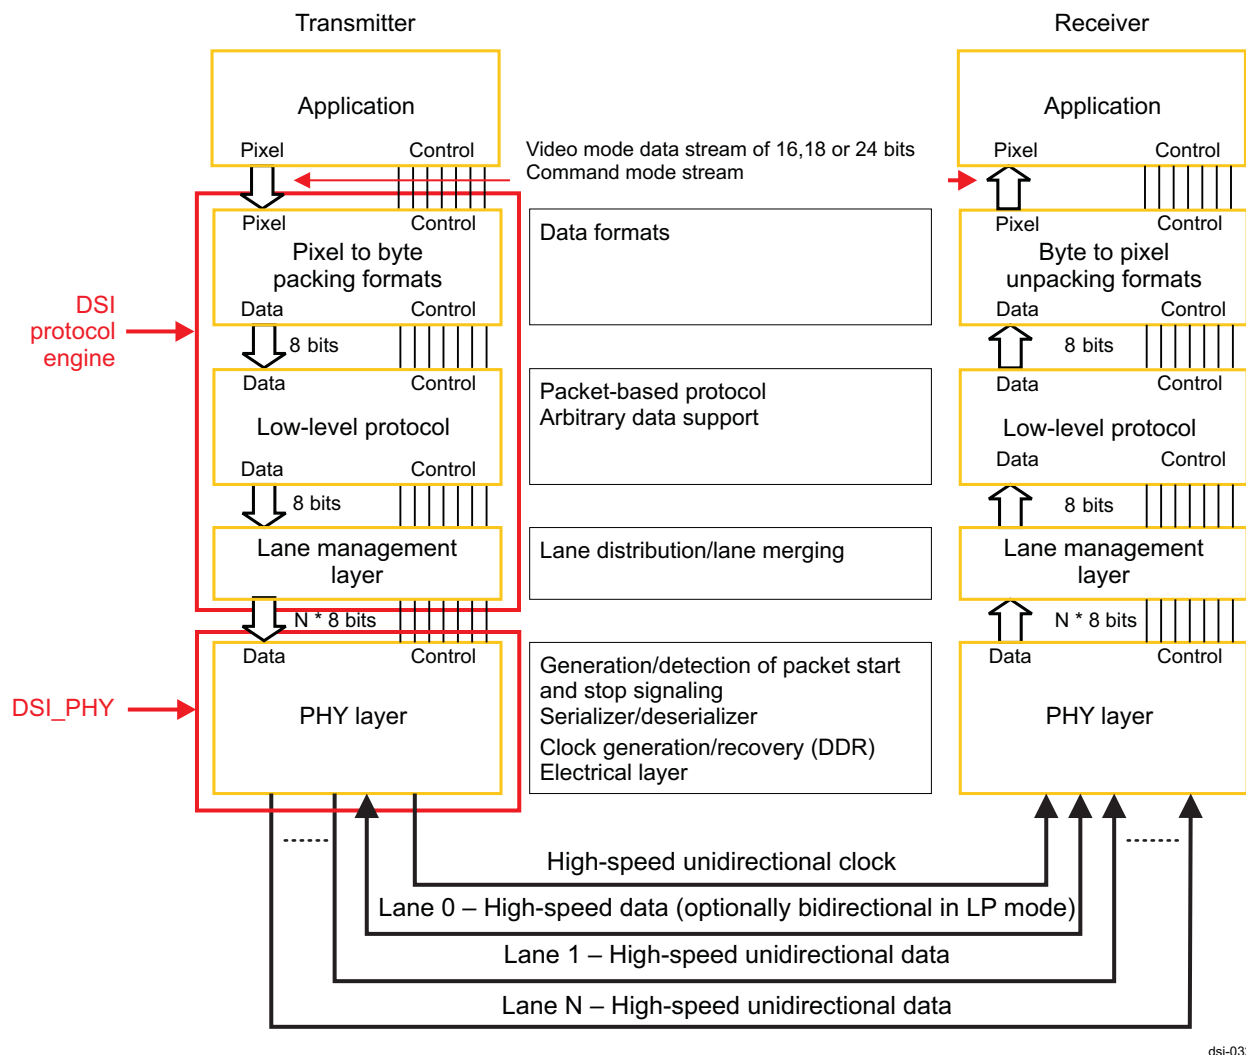 Transmitter
Receiver
Application
Pixel Control
Application
Pixel Control
Video mode data stream of 16,18 or 24 bits
Command mode stream
Pixel Control
Pixel to byte
packing formats
Data Control
Data formats
Pixel Control
Byte to pixel
unpacking formats
Data Control
DSI
protocol
engine
8 bits
8 bits
Data Control
Low-level protocol
Data Control
Packet-based protocol
Arbitrary data support
Data Control
Low-level protocol
Data Control
8 bits
8 bits
Lane management
layer
Lane distribution/lane merging
Lane management
layer
N * 8 bits
N * 8 bits
Data Control
PHY layer
DSI_PHY
Generation/detection of packet start
and stop signaling
Serializer/deserializer
Clock generation/recovery (DDR)
Electrical layer
Data Control
PHY layer
High-speed unidirectional clock
Lane 0 – High-speed data (optionally bidirectional in LP mode)
Lane 1 – High-speed unidirectional data
Lane N – High-speed unidirectional data